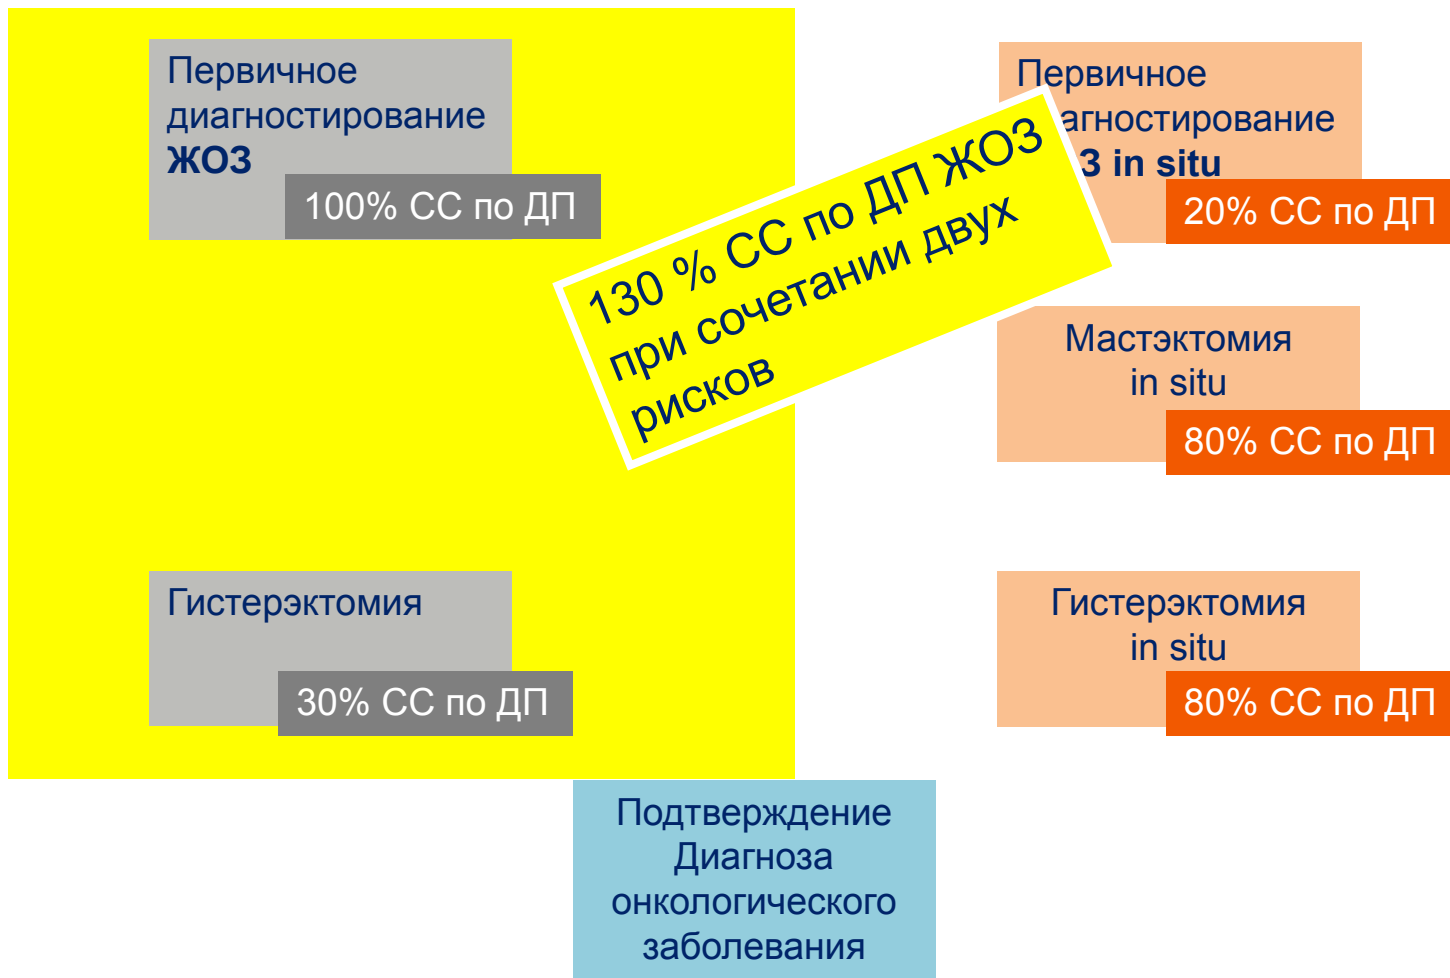 Первичное
диагностирование
ЖОЗ
100% СС по ДП
Первичное
in situ
20% СС по ДП
130 % СС по ДП ЖОЗ
при сочетании двух
рисков
Мастэктомия
in situ
80% СС по ДП
Гистерэктомия
30% СС по ДП
Гистерэктомия
in situ
80% СС по ДП
Подтверждение
Диагноза
онкологического
заболевания